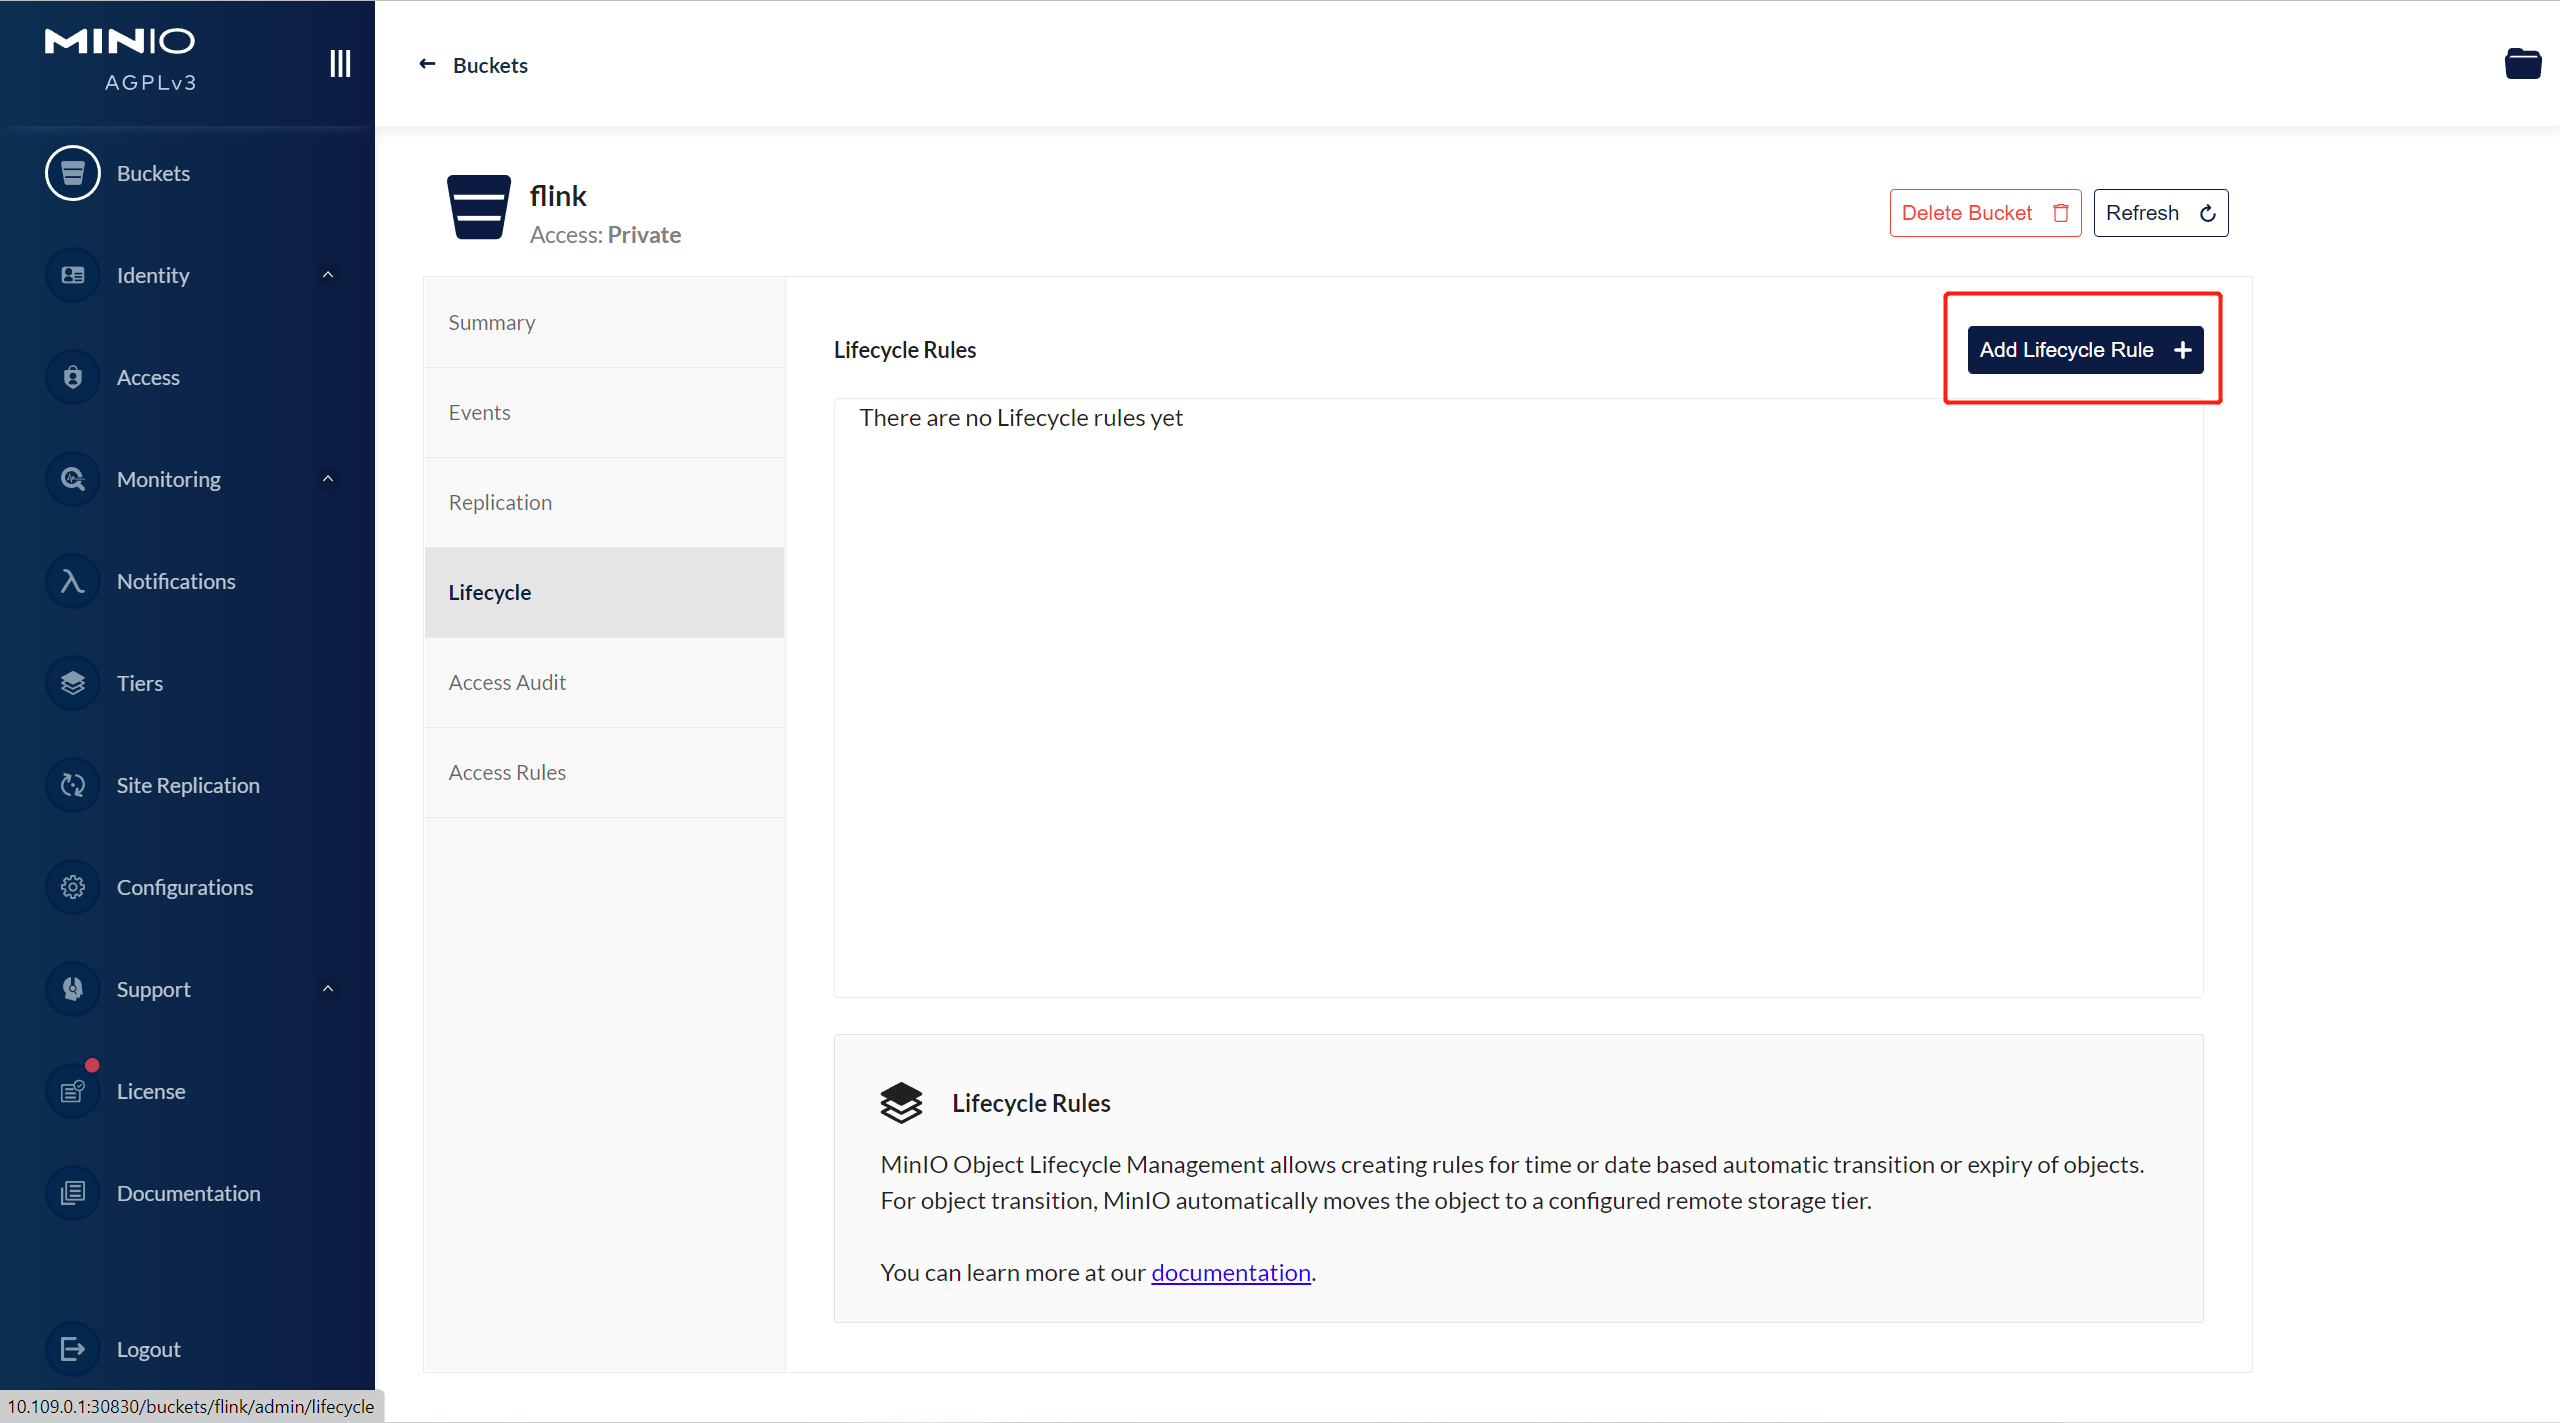 MINIO
AGPLv3
Buckets
Identity
Access
Monitoring
Notifications
Tiers
Site Replication
Configurations
Support
License
Documentation
Logout
Buckets
flink
Access: Private
Delete Bucket
Refresh
Summary
Events
Replication
Lifecycle
Access Audit
Access Rules
Lifecycle Rules
Add Lifecycle Rule
There are no Lifecycle rules yet
Lifecycle Rules
MinIO Object Lifecycle Management allows creating rules for time or date based automatic transition or expiry of objects.
For object transition, MinIO automatically moves the object to a configured remote storage tier.
You can learn more at our documentation.
10.109.0.1:30830/buckets/flink/admin/lifecycle